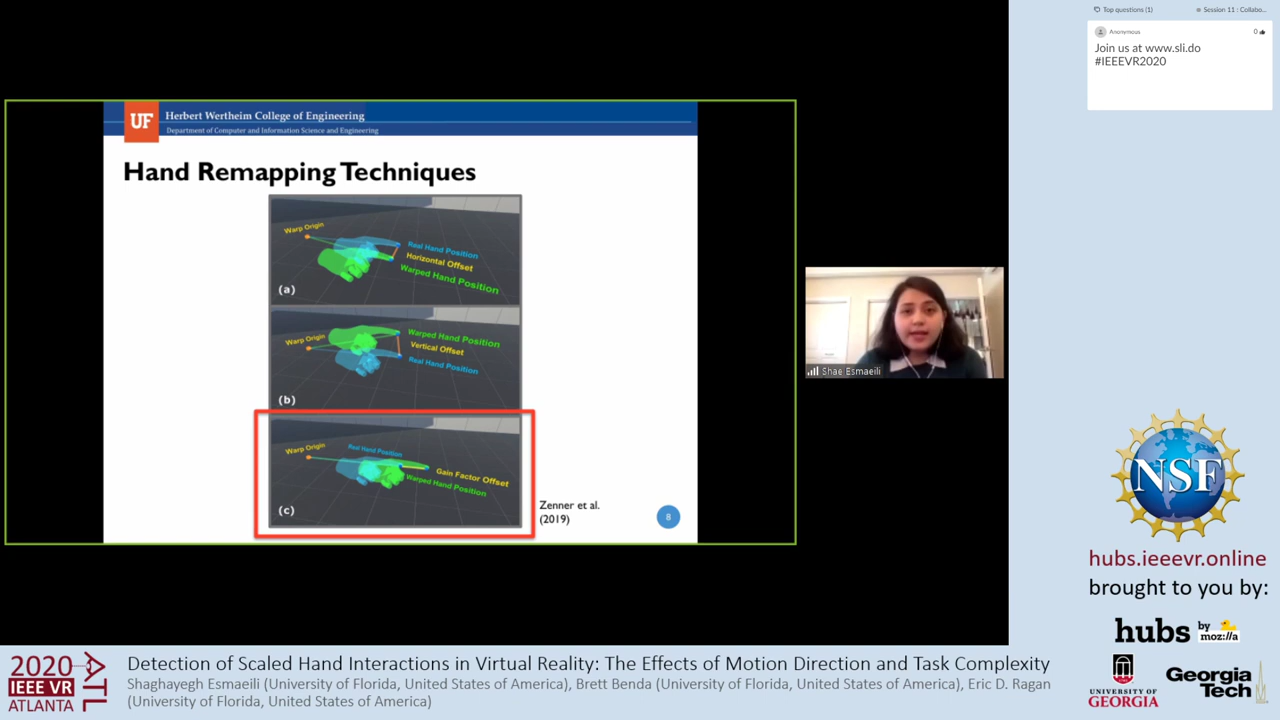 Top questions (1)
Session 11 : Collabo...
Anonymous
0
Join us at www.sli.do
#IEEEVR2020
UF
Herbert Wertheim College of Engineering
Department of Computer and Information Science and Engineering
Hand Remapping Techniques
Warp Origin
Real Hand Position
Horizontal Offset
Warped Hand Position
(a)
Warp Origin
Warped Hand Position
Vertical Offset
Real Hand Position
(b)
Warp Origin
Real Hand Position
Gain Factor Offset
Warped Hand Position
(c)
Zenner et al.
(2019)
8
Shae Esmaeili
NSF
hubs.ieeevr.online
brought to you by:
hubs by
moz://a
UNIVERSITY OF
GEORGIA
Georgia
Tech
2020
IEEE VR
ATLANTA
ATL
Detection of Scaled Hand Interactions in Virtual Reality: The Effects of Motion Direction and Task Complexity
Shaghayegh Esmaeili (University of Florida, United States of America), Brett Benda (University of Florida, United States of America), Eric D. Ragan
(University of Florida, United States of America)